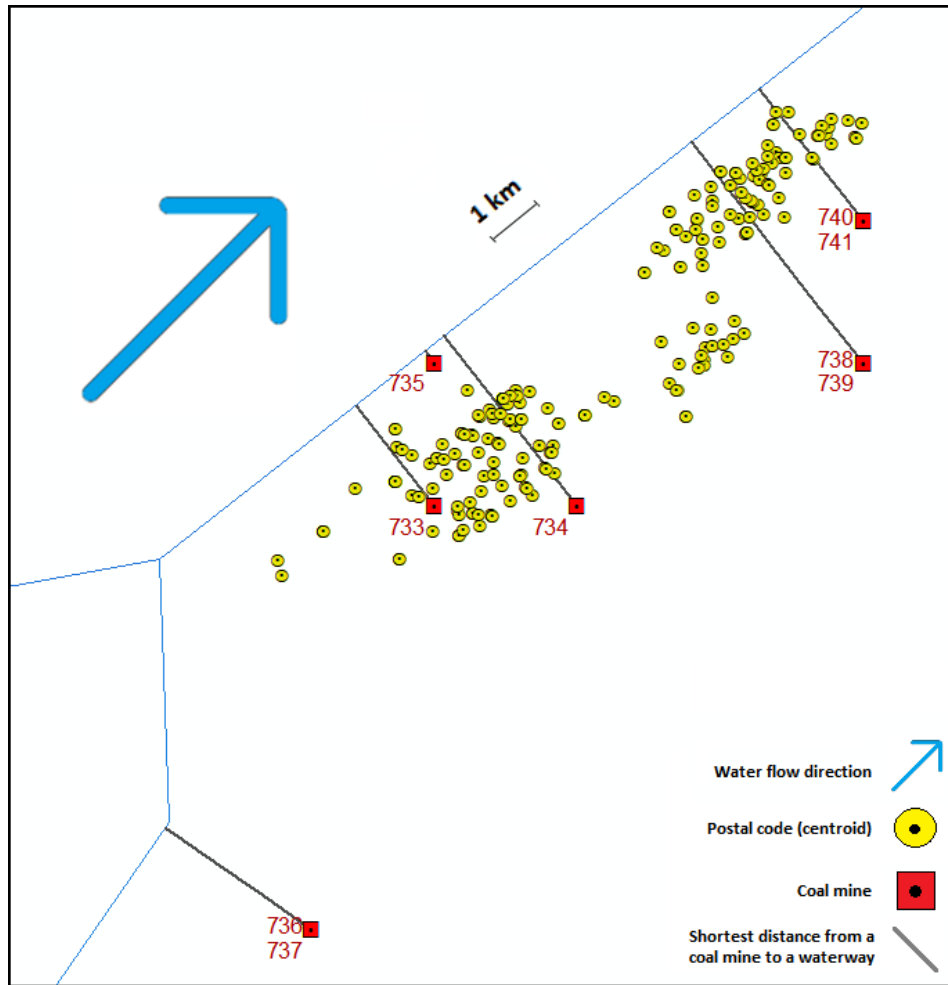 1 km
740
741
735
738
739
733
734
736
737
Water flow direction
Postal code (centroid)
Coal mine
Shortest distance from a
coal mine to a waterway